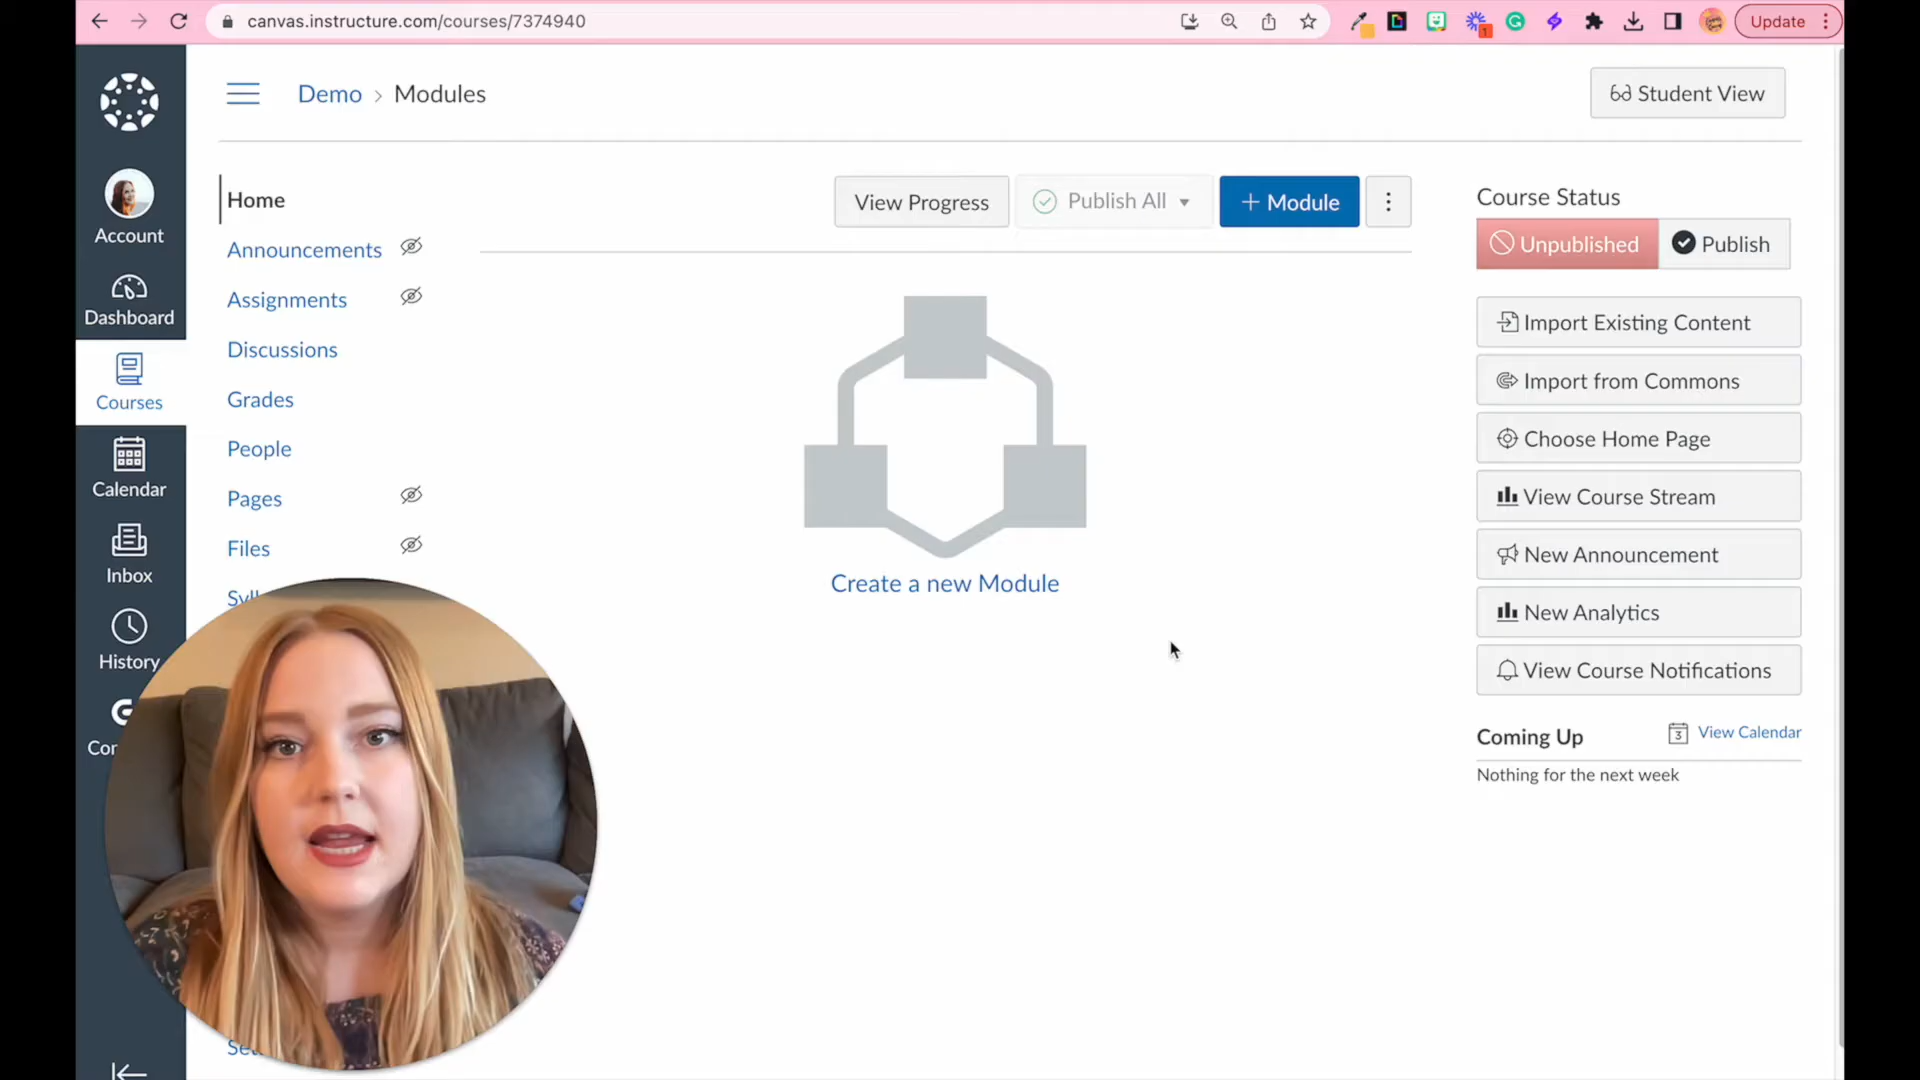 canvas.instructure.com/courses/7374940
1
Update
Demo > Modules
Student View
Account
Dashboard
Courses
Calendar
Inbox
History
Home
Announcements
Assignments
Discussions
Grades
People
Pages
Files
View Progress
Publish All
+ Module
Create a new Module
Course Status
Unpublished
Publish
Import Existing Content
Import from Commons
Choose Home Page
View Course Stream
New Announcement
New Analytics
View Course Notifications
Coming Up
3
View Calendar
Nothing for the next week